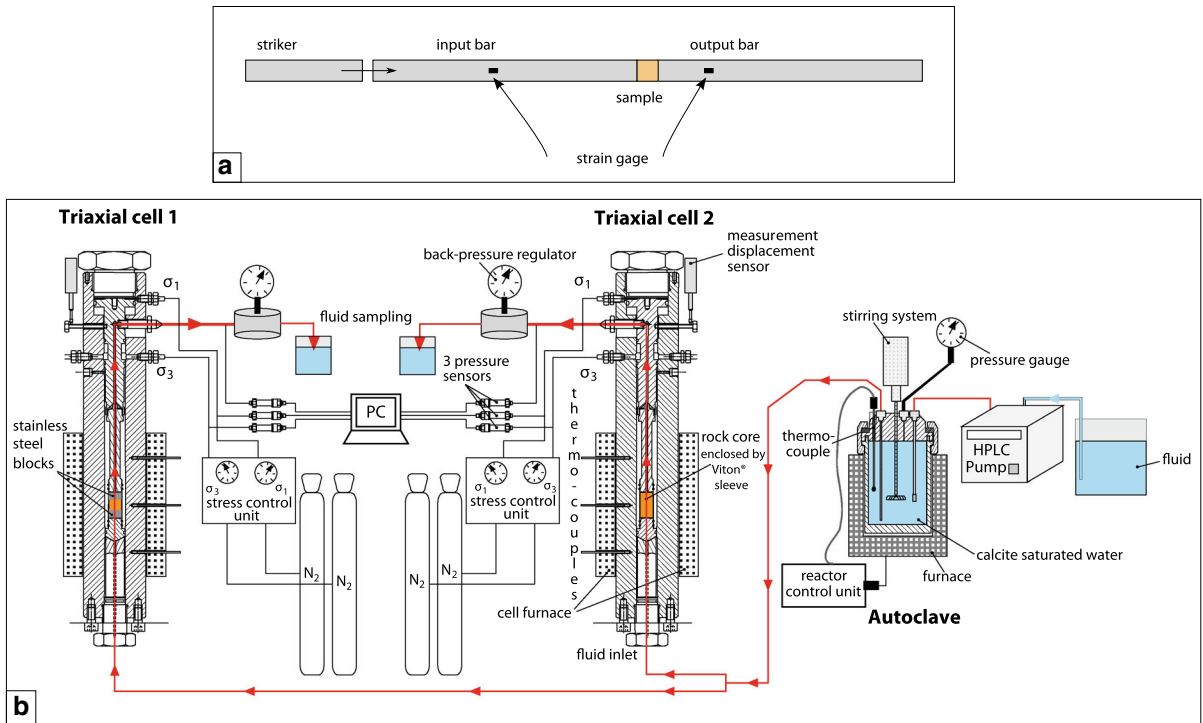 striker
input bar
output bar
sample
strain gage
a
Triaxial cell 1
Triaxial cell 2
measurement
displacement
sensor
back-pressure regulator
σ1
σ1
fluid sampling
stirring system
pressure gauge
σ3
σ3
3 pressure
sensors
PC
thermo-couples
stainless
steel
blocks
rock core
enclosed by
Viton®
sleeve
thermo-
couple
HPLC
Pump
fluid
σ3
σ1
stress control
unit
σ1
σ3
stress control
unit
N2
N2
N2
N2
calcite saturated water
furnace
reactor
control unit
cell furnace
Autoclave
fluid inlet
b